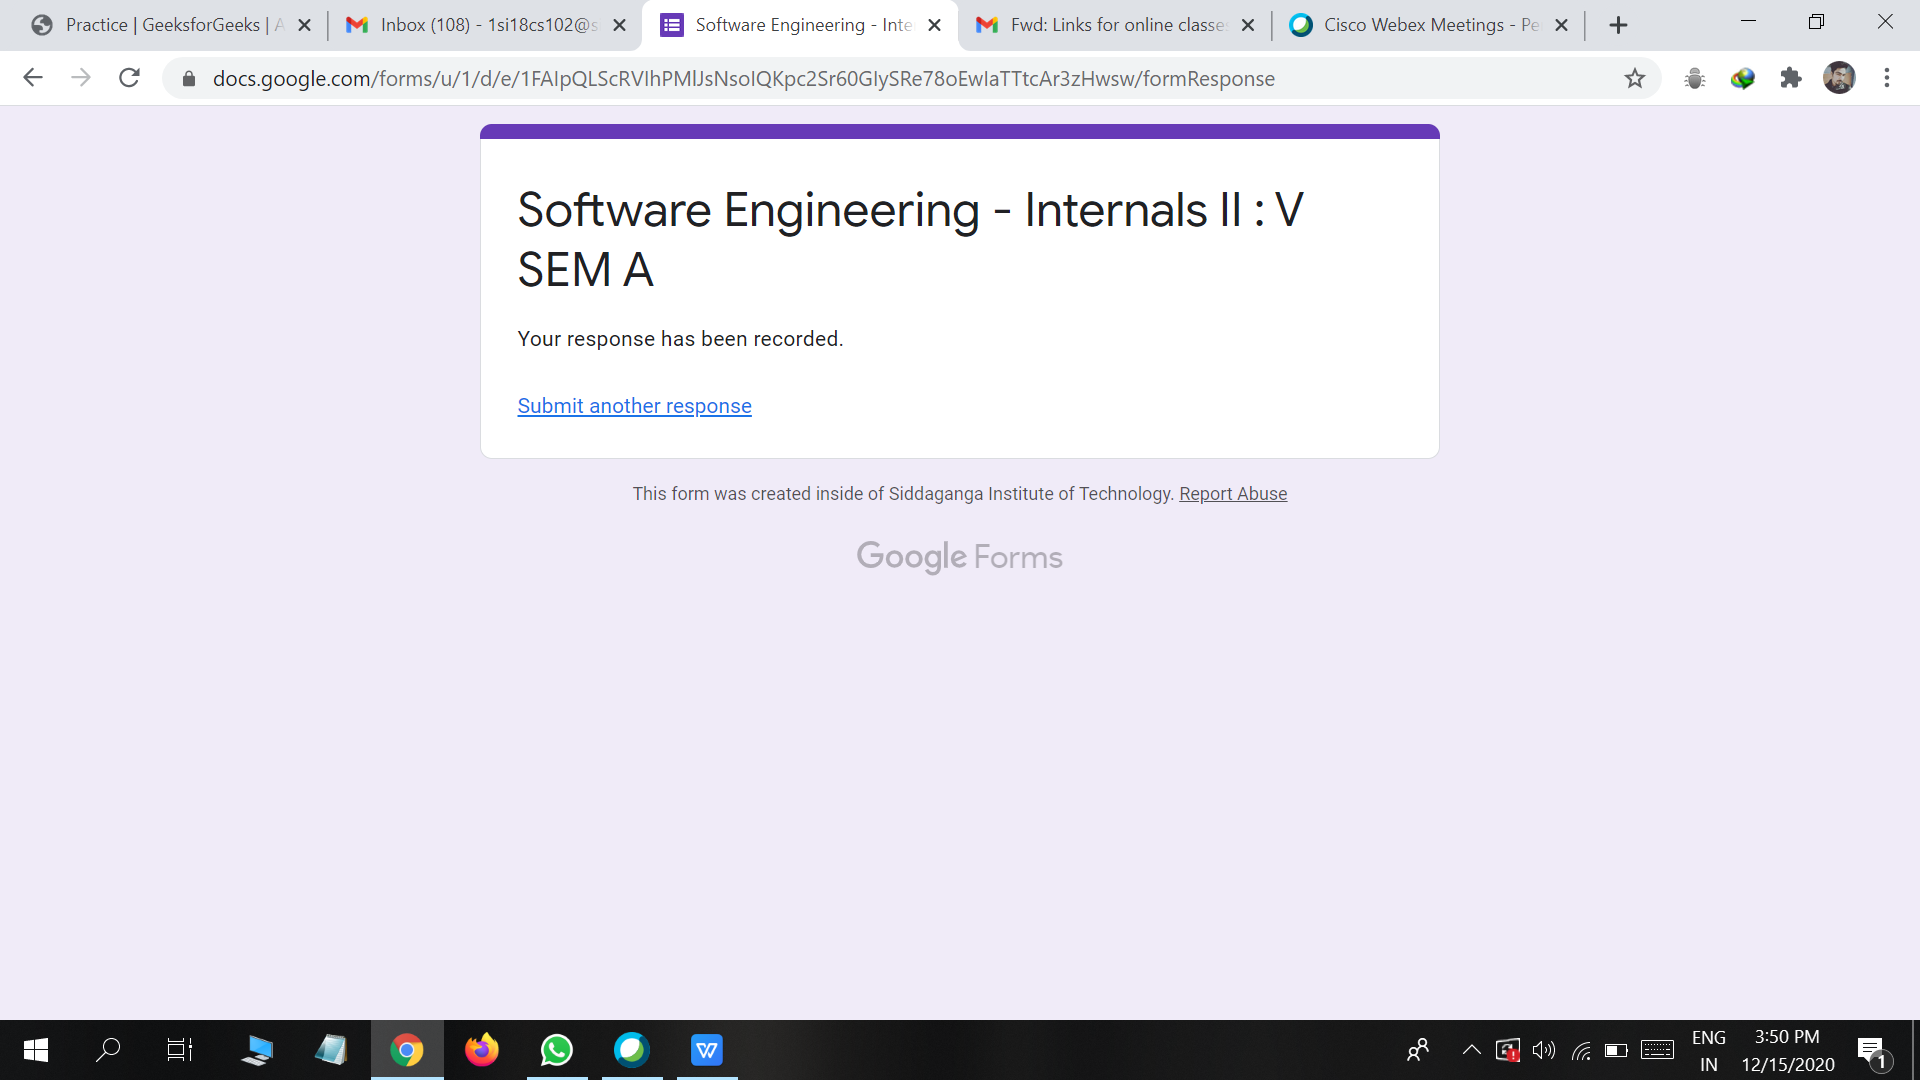 Practice | GeeksforGeeks | A
Inbox (108) - 1si18cs102@s
Software Engineering - Inte
Fwd: Links for online classes
Cisco Webex Meetings - Pe
docs.google.com/forms/u/1/d/e/1FAIpQLScRVIhPMlJsNsoIQKpc2Sr60GIySRe78oEwIaTTtcAr3zHwsw/formResponse
Software Engineering - Internals II : V
SEM A
Your response has been recorded.
Submit another response
This form was created inside of Siddaganga Institute of Technology. Report Abuse
Google Forms
W
ENG
IN
3:50 PM
12/15/2020
1